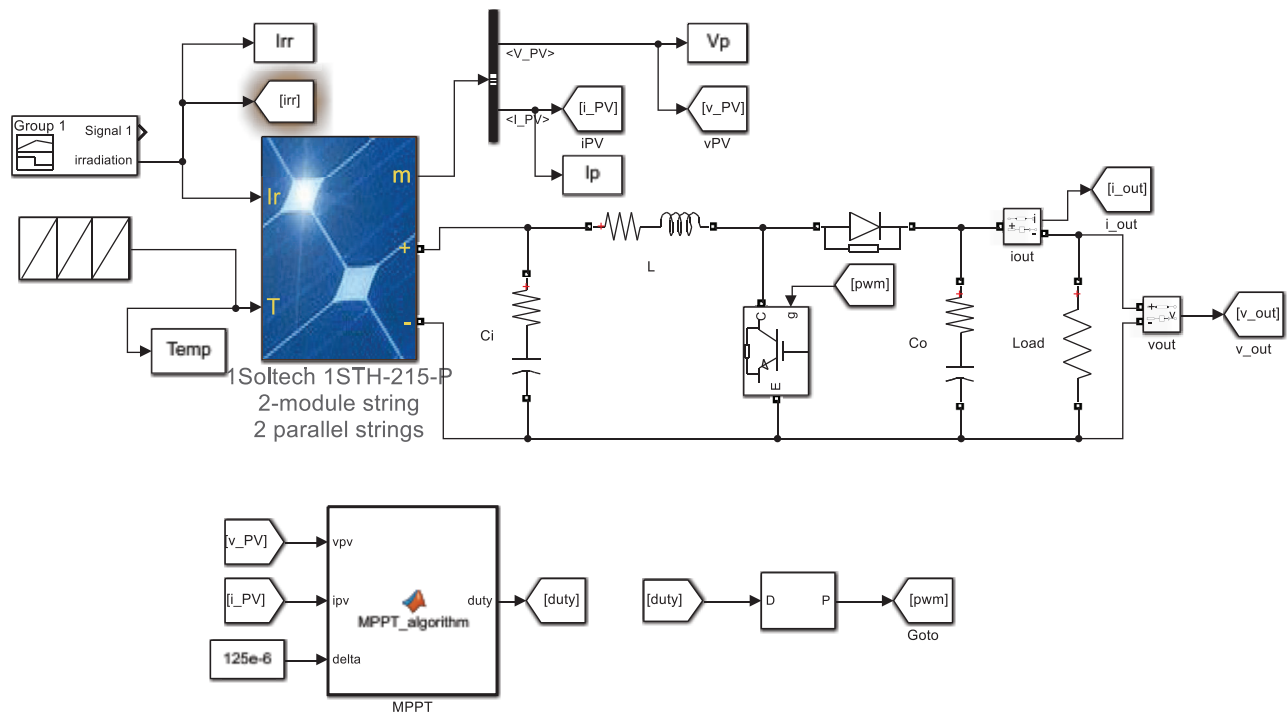 Irr
[irr]
Group 1
Signal 1
irradiation
Ir
T
m
+
-
Temp
1Soltech 1STH-215-P
2-module string
2 parallel strings
<V_PV>
<I_PV>
Vp
[i_PV]
iPV
[v_PV]
vPV
Ip
Ci
L
[pwm]
g
C
E
Co
i
+
-
iout
[i_out]
i_out
Load
+
-
v
vout
[v_out]
v_out
[v_PV]
[i_PV]
125e-6
vpv
ipv
delta
MPPT_algorithm
duty
MPPT
[duty]
[duty]
D
P
[pwm]
Goto